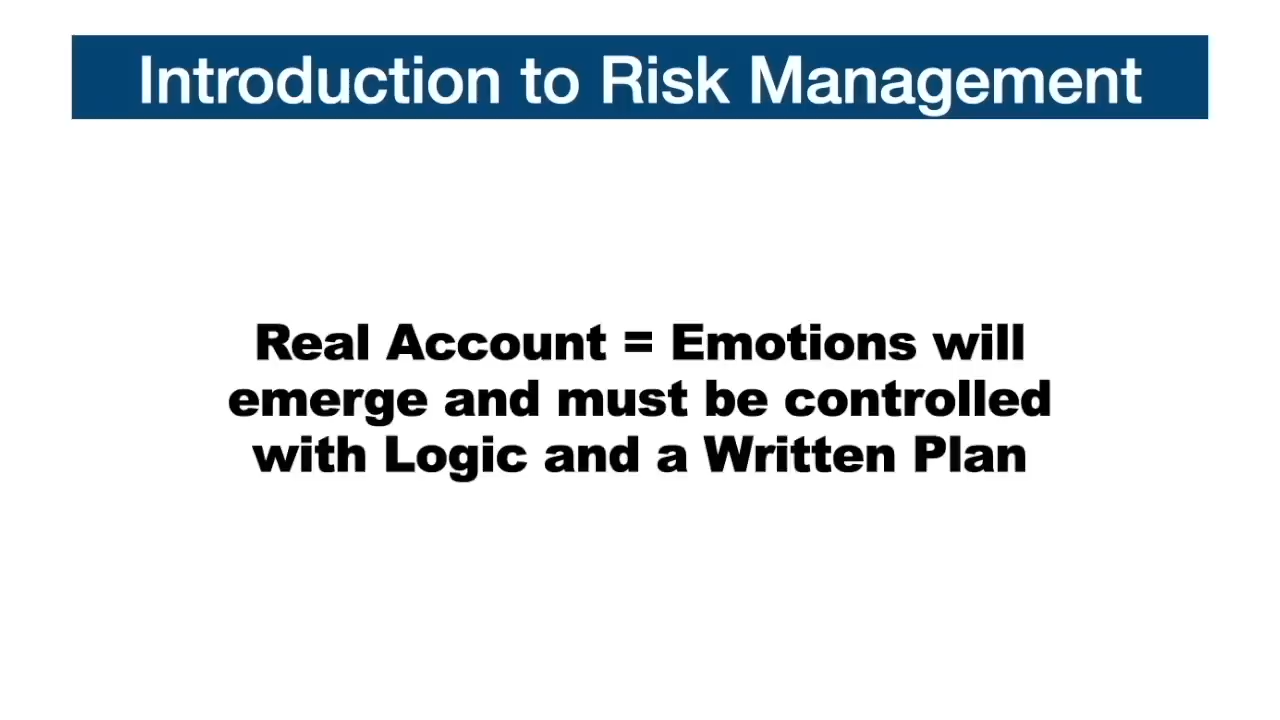 Introduction to Risk Management
Real Account = Emotions will
emerge and must be controlled
with Logic and a Written Plan